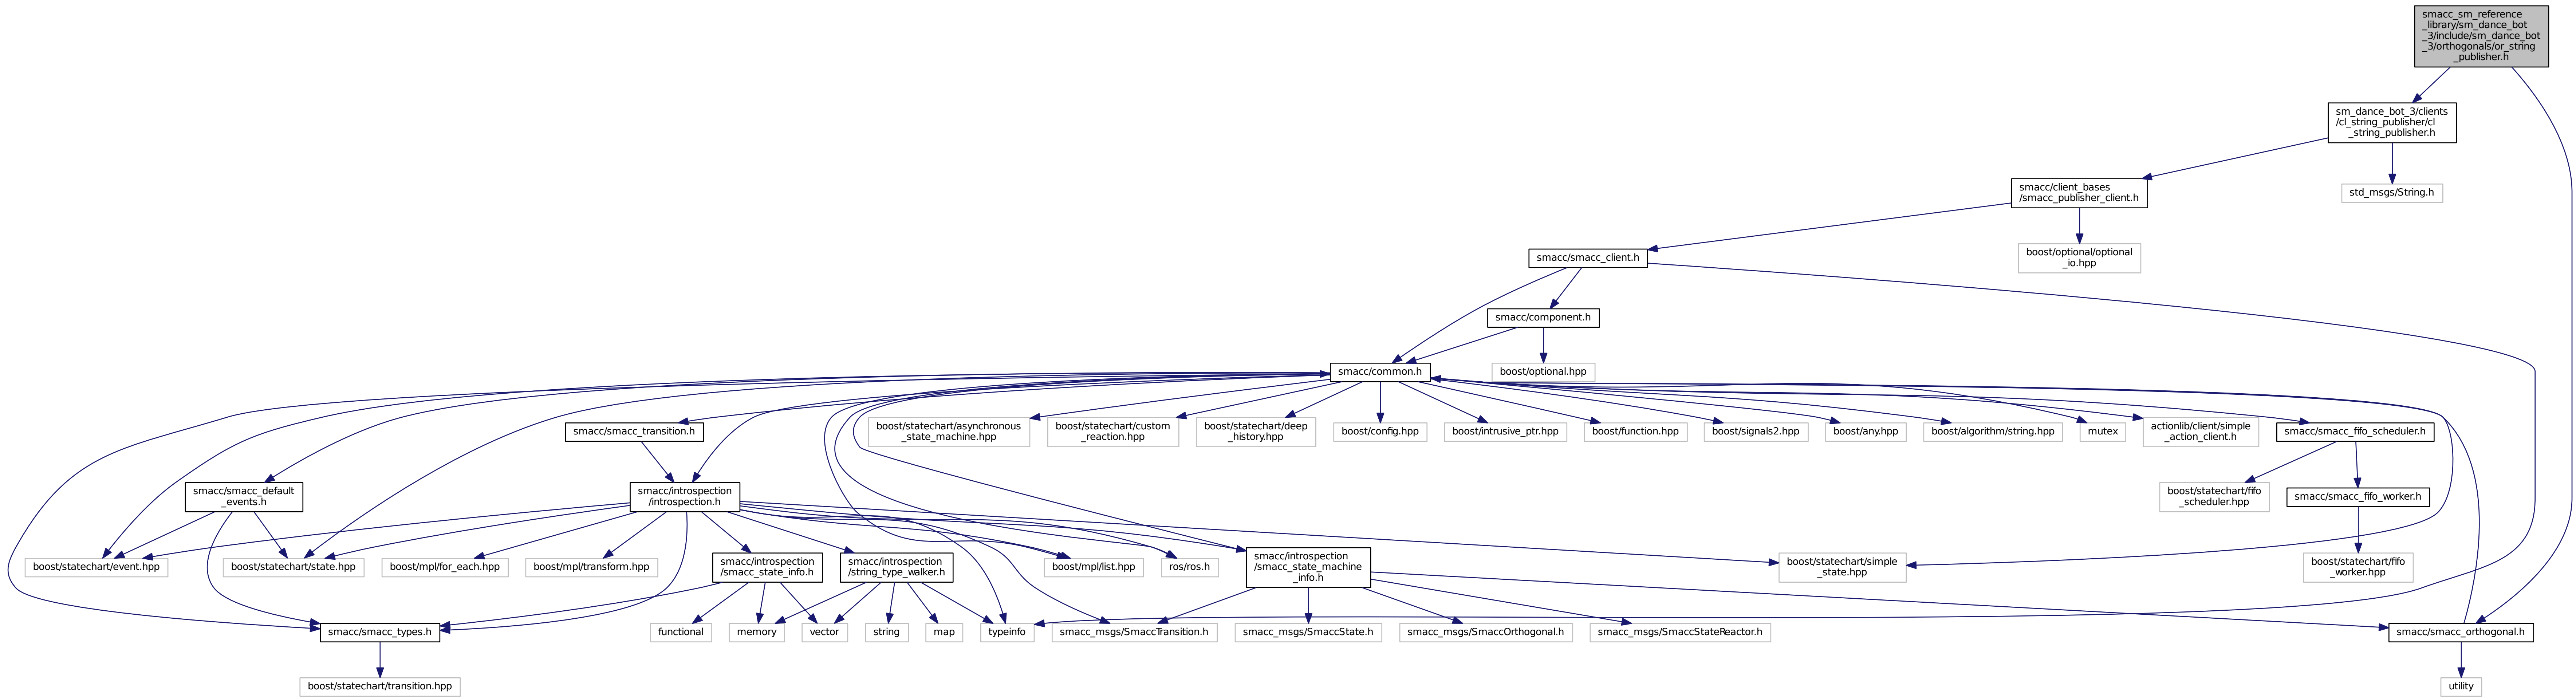 smacc_sm_reference
_library/sm_dance_bot
_3/include/sm_dance_bot
_3/orthogonals/or_string
_publisher.h
sm_dance_bot_3/clients
/cl_string_publisher/cl
_string_publisher.h
smacc/client_bases
/smacc_publisher_client.h
std_msgs/String.h
smacc/smacc_client.h
boost/optional/optional
_io.hpp
smacc/component.h
smacc/common.h
boost/optional.hpp
smacc/smacc_transition.h
boost/statechart/asynchronous
_state_machine.hpp
boost/statechart/custom
_reaction.hpp
boost/statechart/deep
_history.hpp
boost/config.hpp
boost/intrusive_ptr.hpp
boost/function.hpp
boost/signals2.hpp
boost/any.hpp
boost/algorithm/string.hpp
mutex
actionlib/client/simple
_action_client.h
smacc/smacc_fifo_scheduler.h
smacc/smacc_default
_events.h
smacc/introspection
/introspection.h
boost/statechart/fifo
_scheduler.hpp
smacc/smacc_fifo_worker.h
boost/statechart/event.hpp
boost/statechart/state.hpp
boost/mpl/for_each.hpp
boost/mpl/transform.hpp
smacc/introspection
/smacc_state_info.h
smacc/introspection
/string_type_walker.h
boost/mpl/list.hpp
ros/ros.h
smacc/introspection
/smacc_state_machine
_info.h
boost/statechart/simple
_state.hpp
boost/statechart/fifo
_worker.hpp
smacc/smacc_types.h
functional
memory
vector
string
map
typeinfo
smacc_msgs/SmaccTransition.h
smacc_msgs/SmaccState.h
smacc_msgs/SmaccOrthogonal.h
smacc_msgs/SmaccStateReactor.h
smacc/smacc_orthogonal.h
boost/statechart/transition.hpp
utility